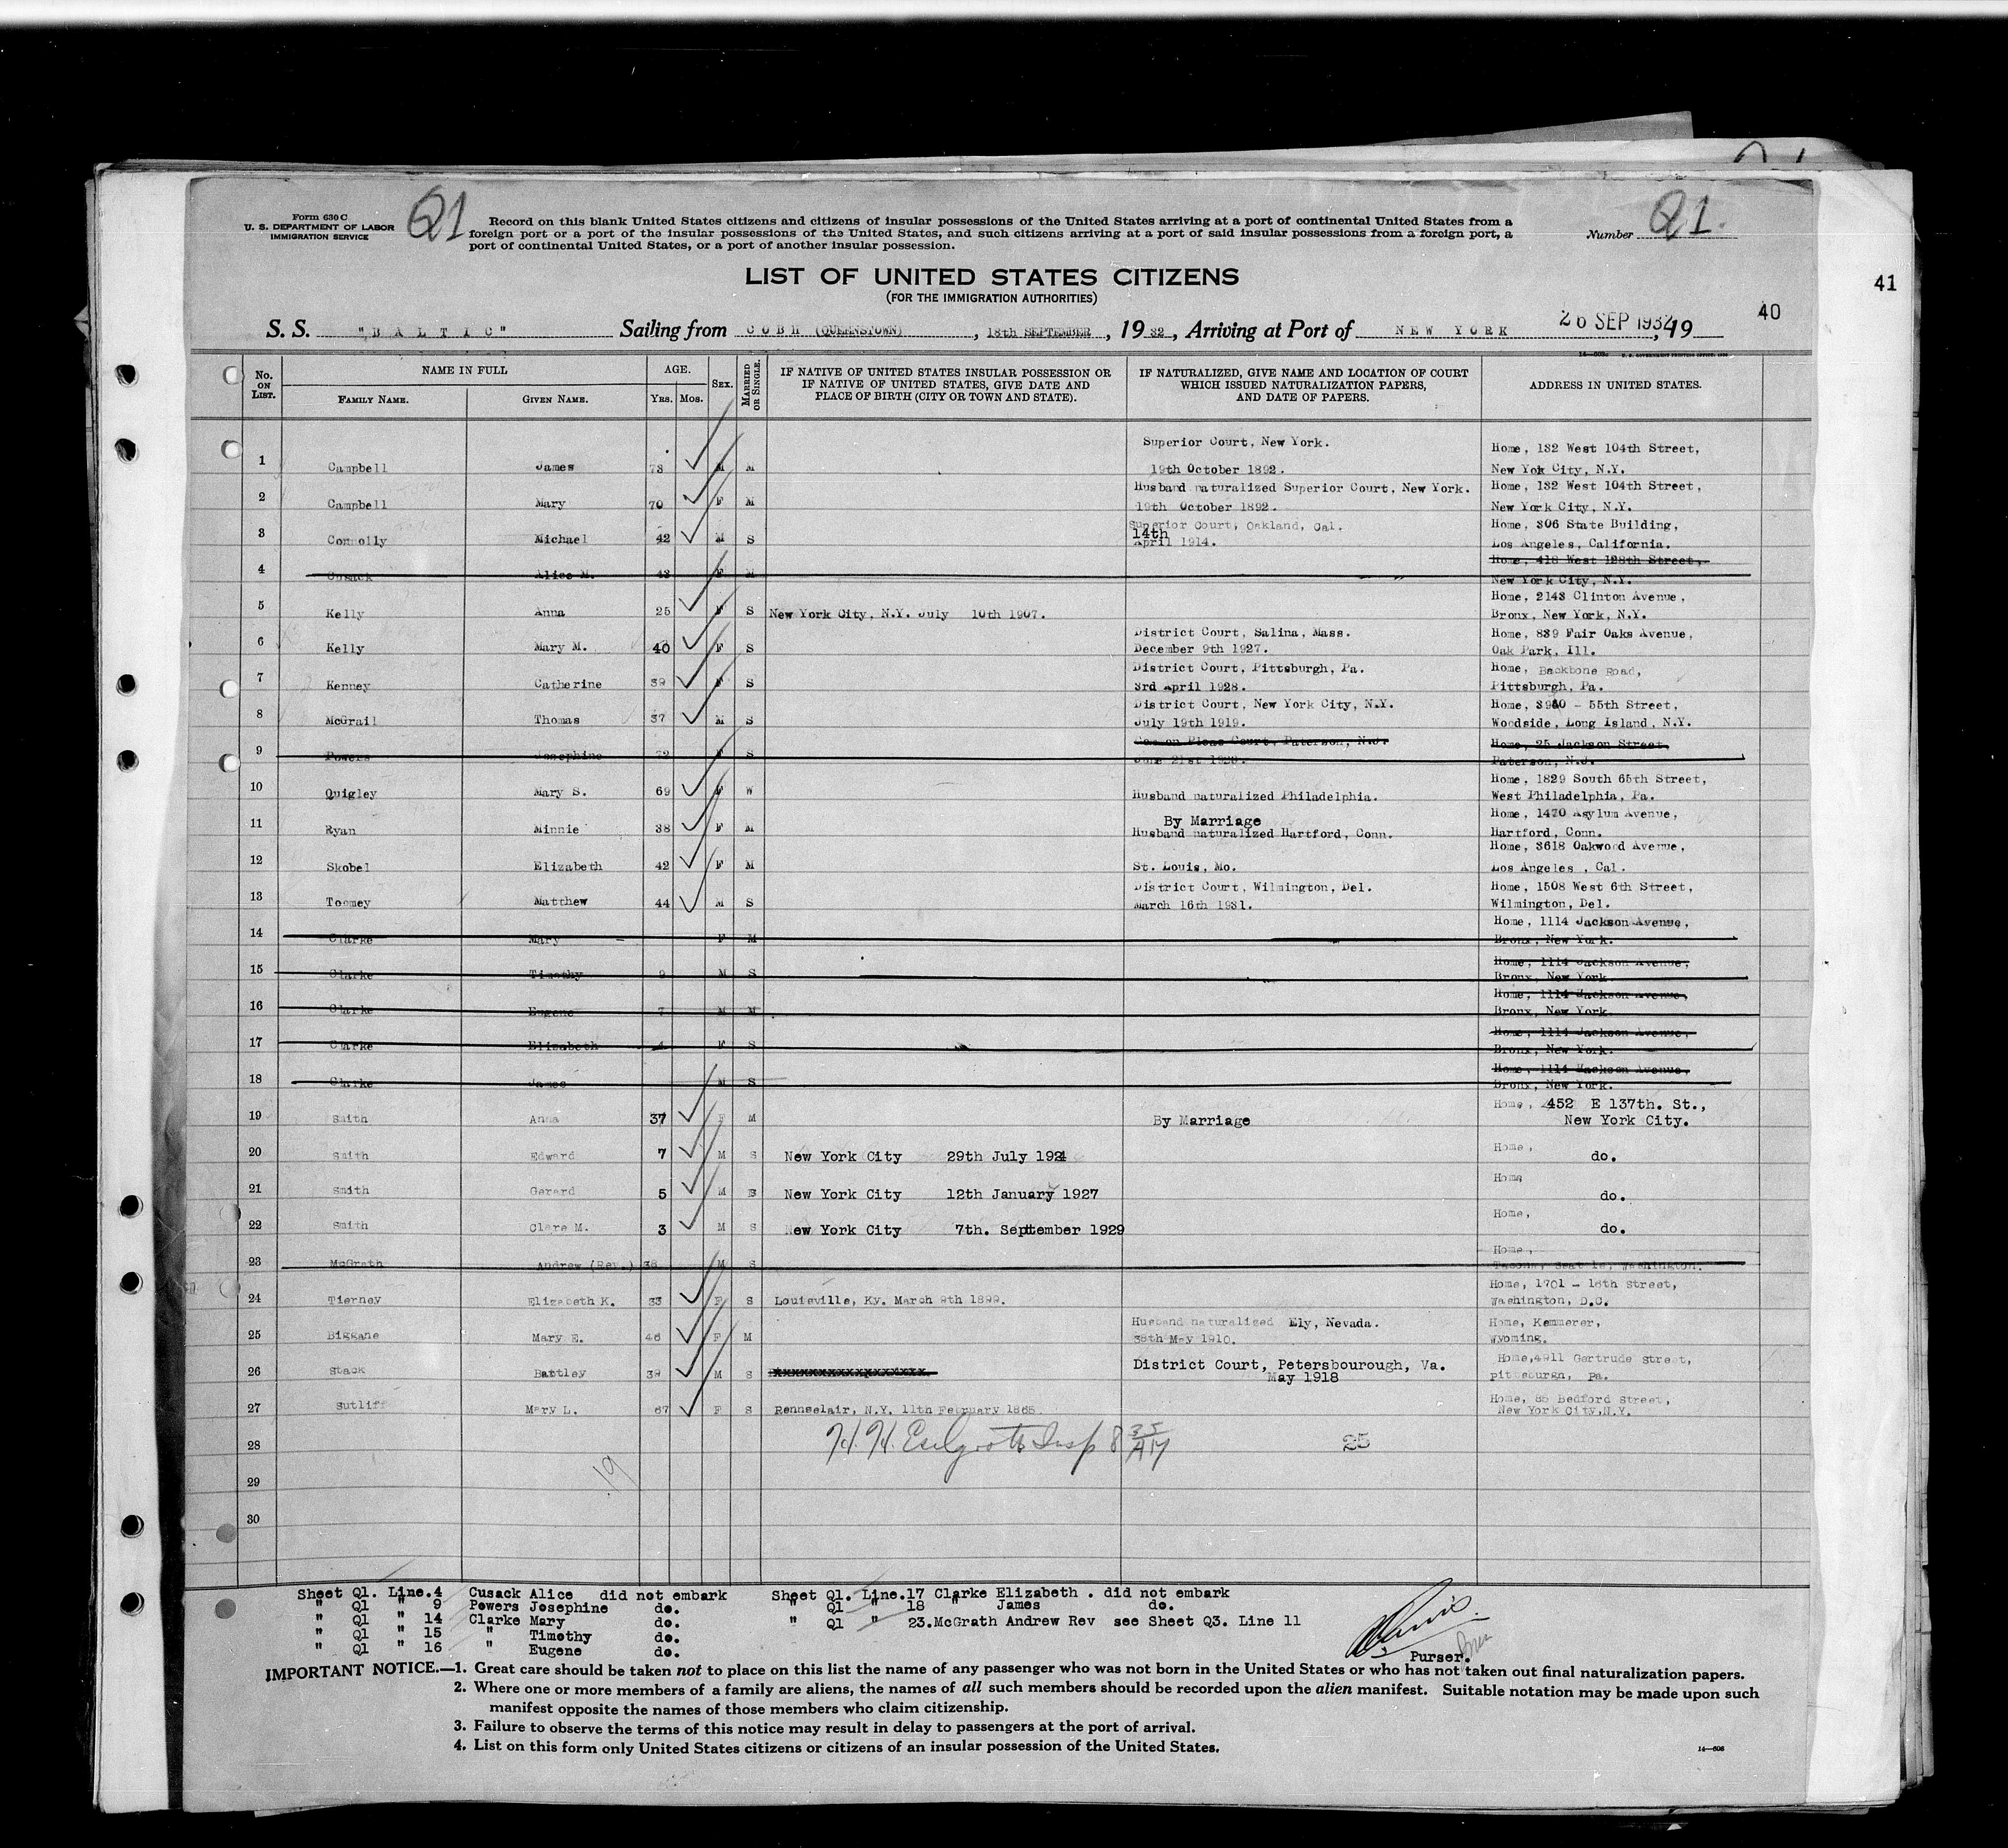 Form 630 C
U. S. DEPARTMENT OF LABOR
IMMIGRATION SERVICE
Q1
Record on this blank United States citizens and citizens of insular possessions of the United States arriving at a port of continental United States from a
foreign port or a port of the insular possessions of the United States, and such citizens arriving at a port of said insular possessions from a foreign port, a
port of continental United States, or a port of another insular possession.
Number Q1.
41
LIST OF UNITED STATES CITIZENS
(FOR THE IMMIGRATION AUTHORITIES)
40
S. S. "BALTIC" Sailing from COBH (QUEENSTOWN), 18th SEPTEMBER, 19 32, Arriving at Port of NEW YORK 26 SEP 1932, 19
No. ON LIST. NAME IN FULL FAMILY NAME. GIVEN NAME. AGE. YRS. MOS. SEX. MARRIED OR SINGLE. IF NATIVE OF UNITED STATES INSULAR POSSESSION OR IF NATIVE OF UNITED STATES, GIVE DATE AND PLACE OF BIRTH (CITY OR TOWN AND STATE). IF NATURALIZED, GIVE NAME AND LOCATION OF COURT WHICH ISSUED NATURALIZATION PAPERS, AND DATE OF PAPERS. ADDRESS IN UNITED STATES.
Superior Court, New York. Home, 132 West 104th Street,
1 Campbell James 73 M M 19th October 1892. New Yok City, N.Y.
Husband naturalized Superior Court, New York. Home, 132 West 104th Street,
2 Campbell Mary 70 F M 19th October 1892. New York City, N.Y.
Superior Court, Oakland, Cal. Home, 306 State Building,
3 Connolly Michael 42 M S 14th April 1914. Los Angeles, California.
Home, 418 West 128th Street,
4 Cusack Alice M. 43 F M New York City, N.Y.
Home, 2143 Clinton Avenue,
5 Kelly Anna 25 F S New York City, N.Y. July 10th 1907. Bronx, New York, N.Y.
District Court, Salina, Mass. Home, 839 Fair Oaks Avenue,
6 Kelly Mary M. 40 F S December 9th 1927. Oak Park, Ill.
District Court, Pittsburgh, Pa. Home, Backbone Road,
7 Kenney Catherine 39 F S 3rd April 1928. Pittsburgh, Pa.
District Court, New York City, N.Y. Home, - 55th Street,
8 McGrail Thomas 37 M S July 19th 1919. Woodside, Long Island, N.Y.
Common Pleas Court, Paterson, N.J. Home, 25 Jackson Street,
9 Powers Josephine F S June 21st Paterson, N.J.
Home, 1829 South 65th Street,
10 Quigley Mary S. 69 F W Husband naturalized Philadelphia. West Philadelphia, Pa.
By Marriage Home, 1470 Asylum Avenue,
11 Ryan Minnie 38 F M Husband naturalized Hartford, Conn. Hartford, Conn.
Home, 3618 Oakwood Avenue,
12 Skobel Elizabeth 42 F M St. Louis, Mo. Los Angeles, Cal.
District Court, Wilmington, Del. Home, 1508 West 6th Street,
13 Toomey Matthew 44 M S March 16th 1931. Wilmington, Del.
Home, 1114 Jackson Avenue,
14 Clarke Mary - F M Bronx, New York.
Home, 1114 Jackson Avenue,
15 Clarke Timothy 9 M S Bronx, New York
Home, 1114 Jackson Avenue,
16 Clarke Eugene 7 M M Bronx, New York.
Home, 1114 Jackson Avenue,
17 Clarke Elizabeth 4 F S Bronx, New York.
Home, 1114 Jackson Avenue,
18 Clarke James M S Bronx, New York.
Home, 452 E 137th. St.,
19 Smith Anna 37 F M By Marriage New York City.
20 Smith Edward 7 M S New York City 29th July Home, do.
21 Smith Gerard 5 M S New York City 12th January 1927 Home do.
22 Smith Clare M. 3 M S New York City 7th. September 1929 Home, do.
Home,
23 McGrath Andrew (Rev.) 36 M S Tacoma, Seatle, Washington.
Home, 1701 - 16th Street,
24 Tierney Elizabeth K. 33 F S Louisville, Ky. March 9th 1899. Washington, D.C.
Husband naturalized Ely, Nevada. Home, Kemmerer,
25 Biggane Mary E. 46 F M May 1910. Wyoming.
District Court, Petersbourough, Va. Home, 4911 Gertrude Street,
26 Stack Bartley 39 M S May 1918 pittsburgh, Pa.
Home, 85 Bedford Street,
27 Sutliff Mary L. 67 F S Rennselair, N.Y. 11th February 1865. New York City, N.Y.
28 H. H. Insp 8 35 AM 25
29 19
30
Sheet Q1. Line.4 Cusack Alice did not embark Sheet Q1. Line.17 Clarke Elizabeth . did not embark
" Q1 " 9 Powers Josephine do. " Q1 " 18 " James do.
" Q1 " 14 Clarke Mary do. " Q1 " 23. McGrath Andrew Rev see Sheet Q3. Line 11
" Q1 " 15 " Timothy do.
" Q1 " 16 " Eugene do.
Purser.
IMPORTANT NOTICE.—1. Great care should be taken not to place on this list the name of any passenger who was not born in the United States or who has not taken out final naturalization papers.
2. Where one or more members of a family are aliens, the names of all such members should be recorded upon the alien manifest. Suitable notation may be made upon such
manifest opposite the names of those members who claim citizenship.
3. Failure to observe the terms of this notice may result in delay to passengers at the port of arrival.
4. List on this form only United States citizens or citizens of an insular possession of the United States.
14—606